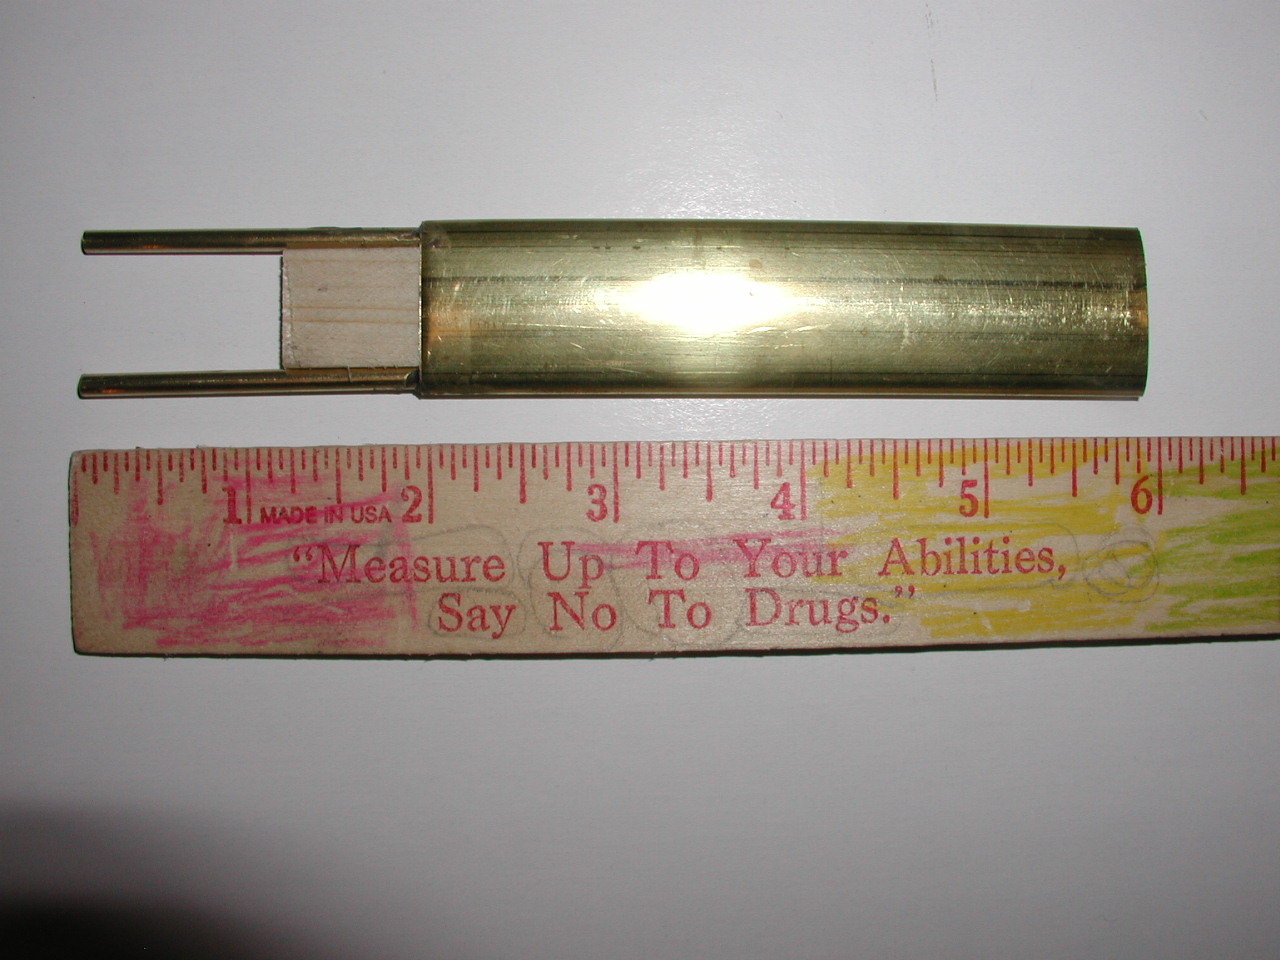 1 MADE IN USA 2 3 4 5 6
“Measure Up To Your Abilities,
Say No To Drugs.”